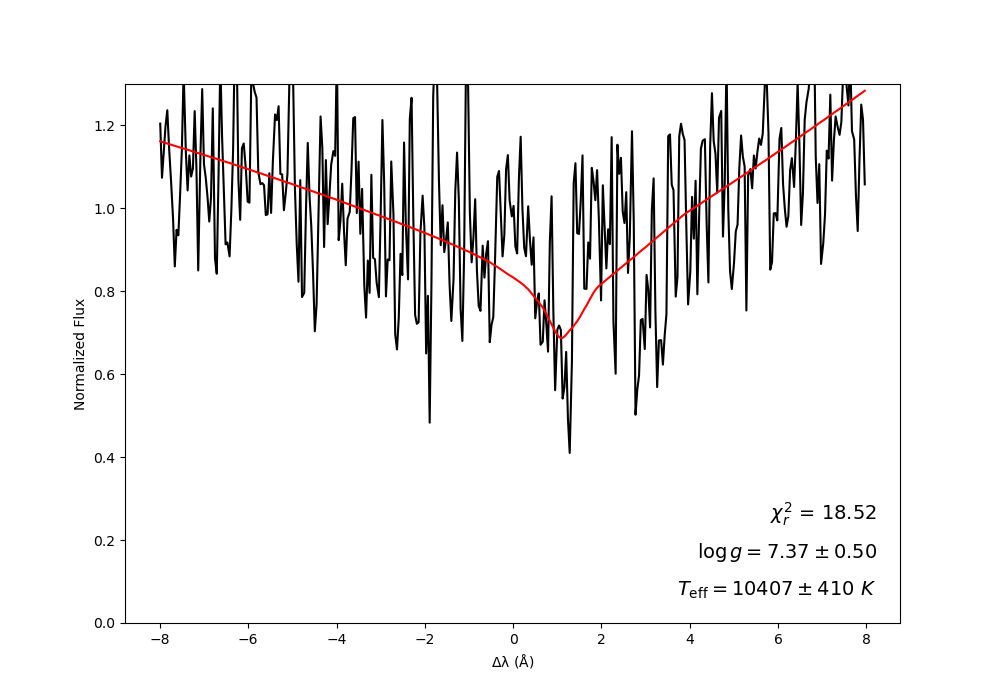 1.2
1.0
0.8
0.6
0.4
0.2
0.0
Normalized Flux
χ²ᵣ = 18.52
log g = 7.37 ± 0.50
T_eff = 10407 ± 410 K
−8 −6 −4 −2 0 2 4 6 8
Δλ (Å)